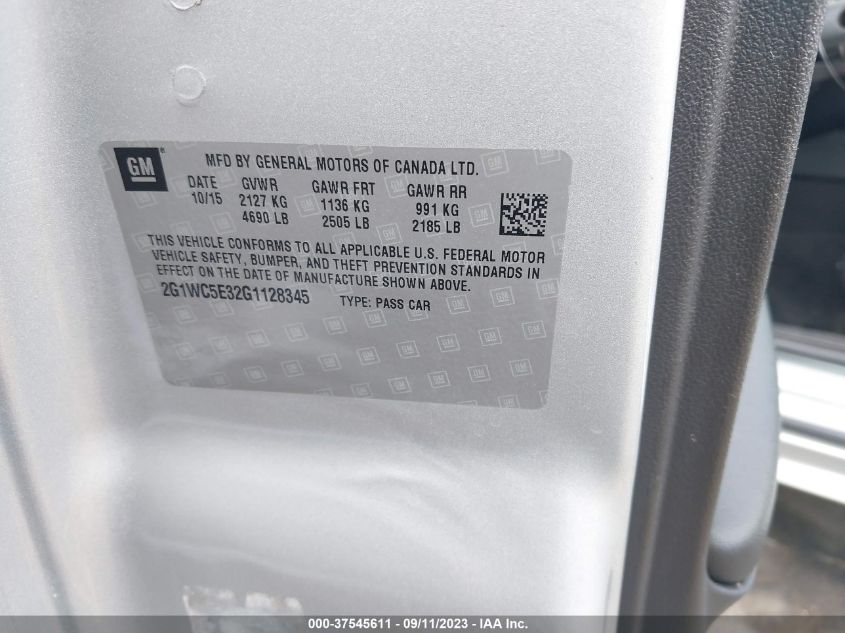 GM
MFD BY GENERAL MOTORS OF CANADA LTD.
DATE GVWR GAWR FRT GAWR RR
10/15 2127 KG 1136 KG 991 KG
4690 LB 2505 LB 2185 LB
THIS VEHICLE CONFORMS TO ALL APPLICABLE U.S. FEDERAL MOTOR
VEHICLE SAFETY, BUMPER, AND THEFT PREVENTION STANDARDS IN
EFFECT ON THE DATE OF MANUFACTURE SHOWN ABOVE.
2G1WC5E32G1128345 TYPE: PASS CAR
000-37545611 - 09/11/2023 - IAA Inc.